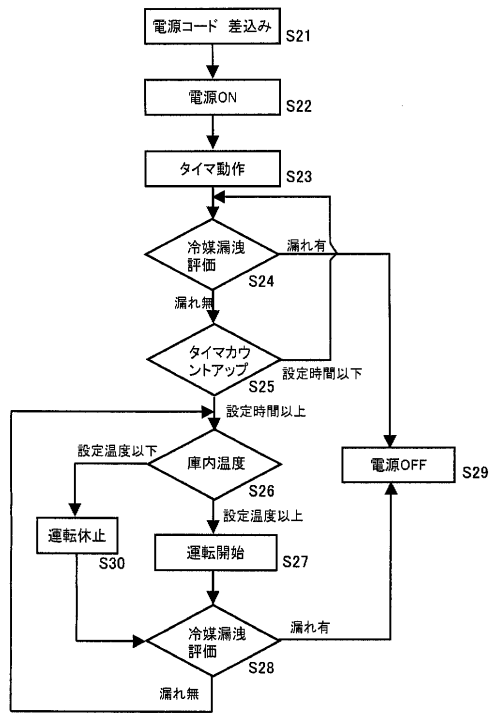 電源コード 差込み
S21
電源ON
S22
タイマ動作
S23
冷媒漏洩
評価
漏れ有
S24
漏れ無
タイマカウ
ントアップ
設定時間以下
S25
設定時間以上
設定温度以下
庫内温度
電源OFF
S29
S26
設定温度以上
運転休止
S30
運転開始
S27
冷媒漏洩
評価
漏れ有
S28
漏れ無